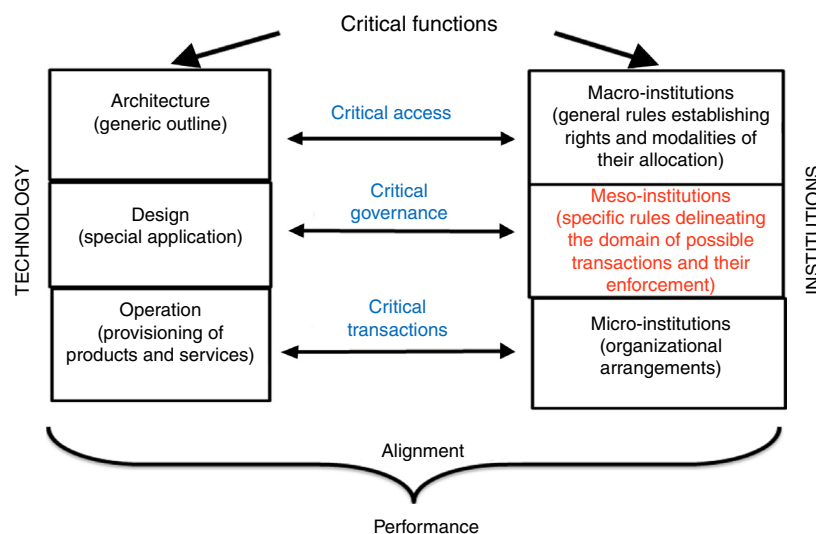 Critical functions
TECHNOLOGY
Architecture
(generic outline)
Critical access
Macro-institutions
(general rules establishing
rights and modalities of
their allocation)
Design
(special application)
Critical
governance
Meso-institutions
(specific rules delineating
the domain of possible
transactions and their
enforcement)
Operation
(provisioning of
products and services)
Critical
transactions
Micro-institutions
(organizational
arrangements)
INSTITUTIONS
Alignment
Performance